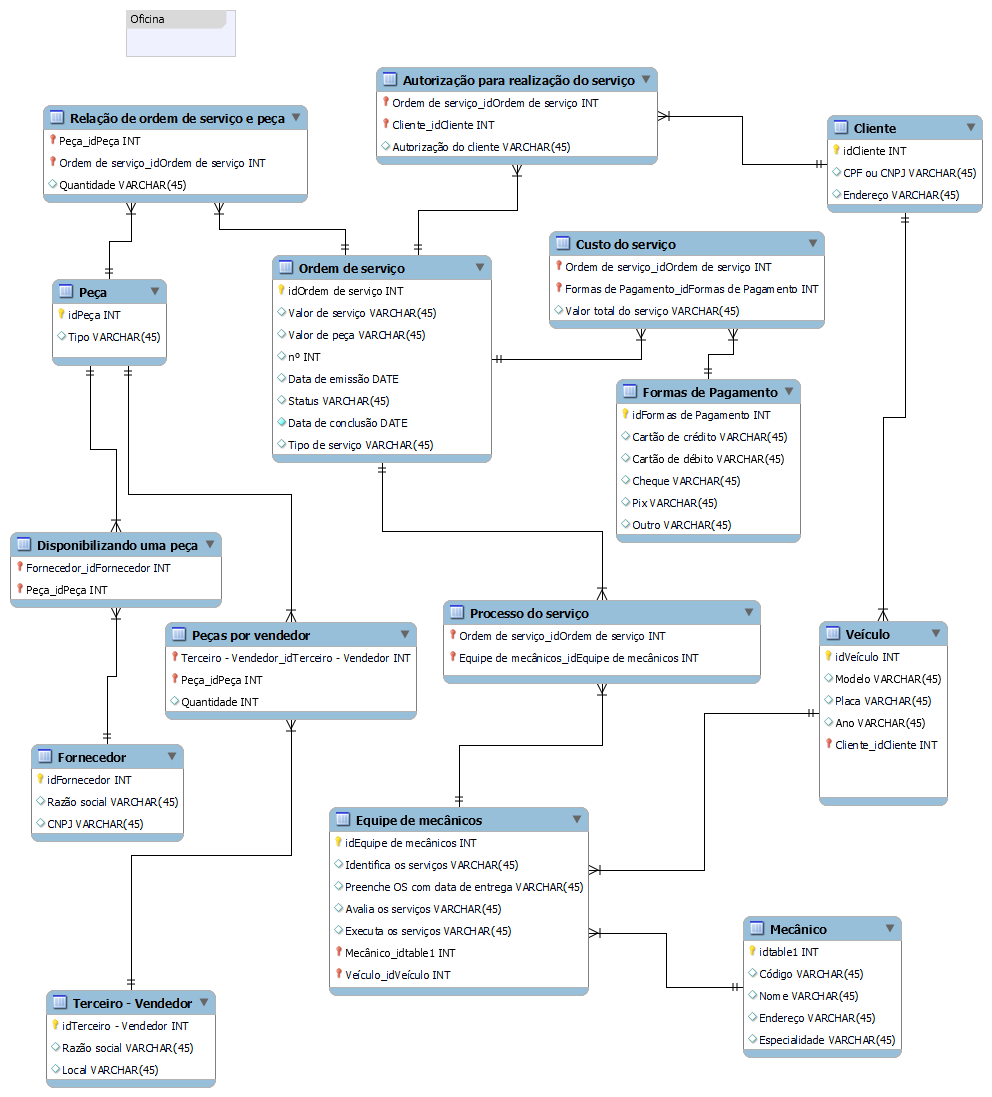 Oficina
Autorização para realização do serviço
Ordem de serviço_idOrdem de serviço INT
Cliente_idCliente INT
Autorização do cliente VARCHAR(45)
Relação de ordem de serviço e peça
Peça_idPeça INT
Ordem de serviço_idOrdem de serviço INT
Quantidade VARCHAR(45)
Cliente
idCliente INT
CPF ou CNPJ VARCHAR(45)
Endereço VARCHAR(45)
Custo do serviço
Ordem de serviço_idOrdem de serviço INT
Formas de Pagamento_idFormas de Pagamento INT
Valor total do serviço VARCHAR(45)
Ordem de serviço
idOrdem de serviço INT
Valor de serviço VARCHAR(45)
Valor de peça VARCHAR(45)
nº INT
Data de emissão DATE
Status VARCHAR(45)
Data de conclusão DATE
Tipo de serviço VARCHAR(45)
Peça
idPeça INT
Tipo VARCHAR(45)
Formas de Pagamento
idFormas de Pagamento INT
Cartão de crédito VARCHAR(45)
Cartão de débito VARCHAR(45)
Cheque VARCHAR(45)
Pix VARCHAR(45)
Outro VARCHAR(45)
Disponibilizando uma peça
Fornecedor_idFornecedor INT
Peça_idPeça INT
Peças por vendedor
Terceiro - Vendedor_idTerceiro - Vendedor INT
Peça_idPeça INT
Quantidade INT
Processo do serviço
Ordem de serviço_idOrdem de serviço INT
Equipe de mecânicos_idEquipe de mecânicos INT
Veículo
idVeículo INT
Modelo VARCHAR(45)
Placa VARCHAR(45)
Ano VARCHAR(45)
Cliente_idCliente INT
Fornecedor
idFornecedor INT
Razão social VARCHAR(45)
CNPJ VARCHAR(45)
Equipe de mecânicos
idEquipe de mecânicos INT
Identifica os serviços VARCHAR(45)
Preenche OS com data de entrega VARCHAR(45)
Avalia os serviços VARCHAR(45)
Executa os serviços VARCHAR(45)
Mecânico_idtable1 INT
Veículo_idVeículo INT
Mecânico
idtable1 INT
Código VARCHAR(45)
Nome VARCHAR(45)
Endereço VARCHAR(45)
Especialidade VARCHAR(45)
Terceiro - Vendedor
idTerceiro - Vendedor INT
Razão social VARCHAR(45)
Local VARCHAR(45)